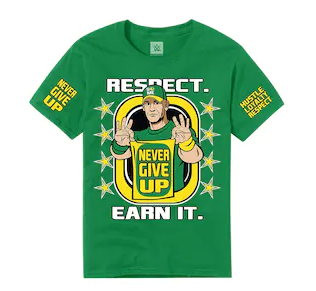 RESPECT.
NEVER
GIVE
UP
HUSTLE
LOYALTY
RESPECT
NEVER
GIVE
UP
EARN IT.